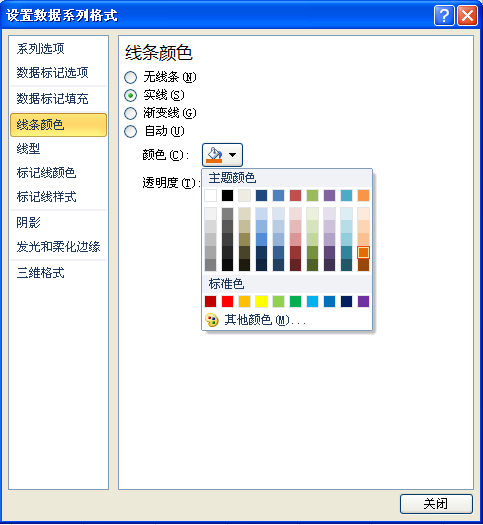 设置数据系列格式
系列选项
数据标记选项
数据标记填充
线条颜色
线型
标记线颜色
标记线样式
阴影
发光和柔化边缘
三维格式
线条颜色
无线条(N)
实线(S)
渐变线(G)
自动(U)
颜色(C):
透明度(T):
主题颜色
标准色
其他颜色(M)...
关闭